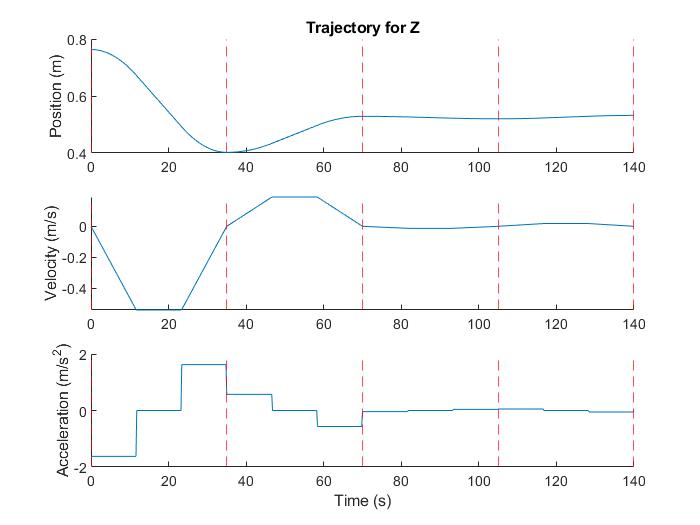 Trajectory for Z
Position (m)
0.8
0.6
0.4
0 20 40 60 80 100 120 140
Velocity (m/s)
0
-0.2
-0.4
0 20 40 60 80 100 120 140
Acceleration (m/s²)
2
0
-2
0 20 40 60 80 100 120 140
Time (s)